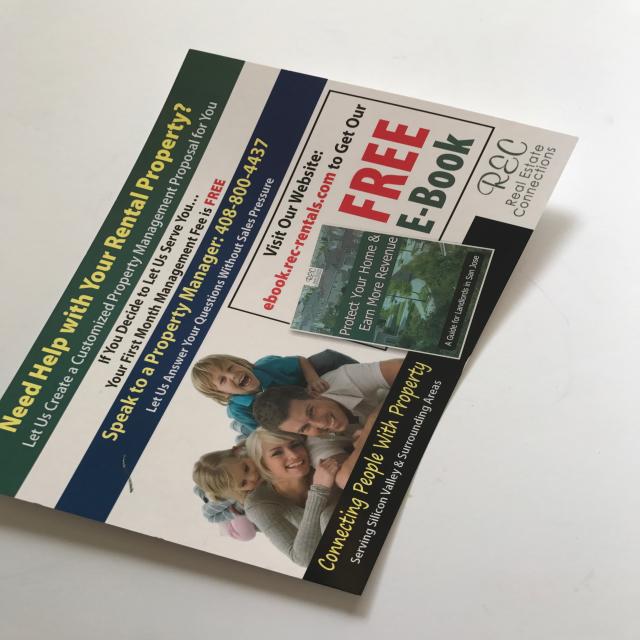 Need Help with Your Rental Property?
Let Us Create a Customized Property Management Proposal for You
If You Decide to Let Us Serve You...
Your First Month Management Fee is FREE
Speak to a Property Manager: 408-800-4437
Let Us Answer Your Questions Without Sales Pressure
Visit Our Website:
ebook.rec-rentals.com to Get Our
FREE
E-Book
REC
Real Estate
Connections
Protect Your Home &
Earn More Revenue
A Guide for Landlords in San Jose
Connecting People With Property
Serving Silicon Valley & Surrounding Areas